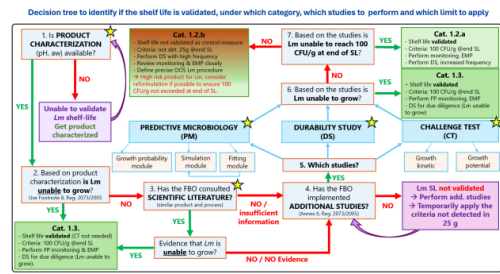 Decision tree to identify if the shelf life is validated, under which category, which studies to perform and which limit to apply
1. Is PRODUCT
CHARACTERIZATION
(pH, aw) available?
NO
YES
Unable to validate
Lm shelf-life
Get product
characterized
Cat. 1.2.b
- Shelf life not validated as control measure
- Criteria: not det. 25g @end SL
- Perform DS with high frequency
- Review monitoring & EMP closely
- Define precise OOS Lm procedure
→ High risk product for Lm, consider
reformulation if possible to ensure 100
CFU/g not exceeded at end of SL.
NO
7. Based on the studies is
Lm unable to reach 100
CFU/g at end of SL?
YES
Cat. 1.2.a
- Shelf life validated
- Criteria: 100 CFU/g @end SL
- Perform monitoring, EMP
- Perform DS, increased frequency
NO
6. Based on the studies is
Lm unable to grow?
YES
Cat. 1.3.
- Shelf life validated
- Criteria: 100 CFU/g @end SL
- Perform FP monitoring, EMP
- DS for due diligence (Lm unable
to grow)
PREDICTIVE MICROBIOLOGY
(PM)
DURABILITY STUDY
(DS)
CHALLENGE TEST
(CT)
Growth probability
module
Simulation
module
Fitting
module
5. Which studies?
Growth
kinetic
Growth
potential
YES
2. Based on product
characterization is Lm
unable to grow?
Use Footnote 8, Reg. 2073/2005
NO
3. Has the FBO consulted
SCIENTIFIC LITERATURE?
(similar product and process)
NO /
insufficient
information
4. Has the FBO
implemented
ADDITIONAL STUDIES?
(Annex II, Reg. 2073/2005)
NO
Lm SL not validated
→ Perform add. studies
→ Temporarily apply the
criteria not detected in
25 g
YES
YES
Cat. 1.3.
- Shelf life validated (CT not needed)
- Criteria: 100 CFU/g @end SL
- Perform FP monitoring & EMP
- DS for due diligence (Lm unable to
grow).
YES
Evidence that Lm is
unable to grow?
NO / NO Evidence